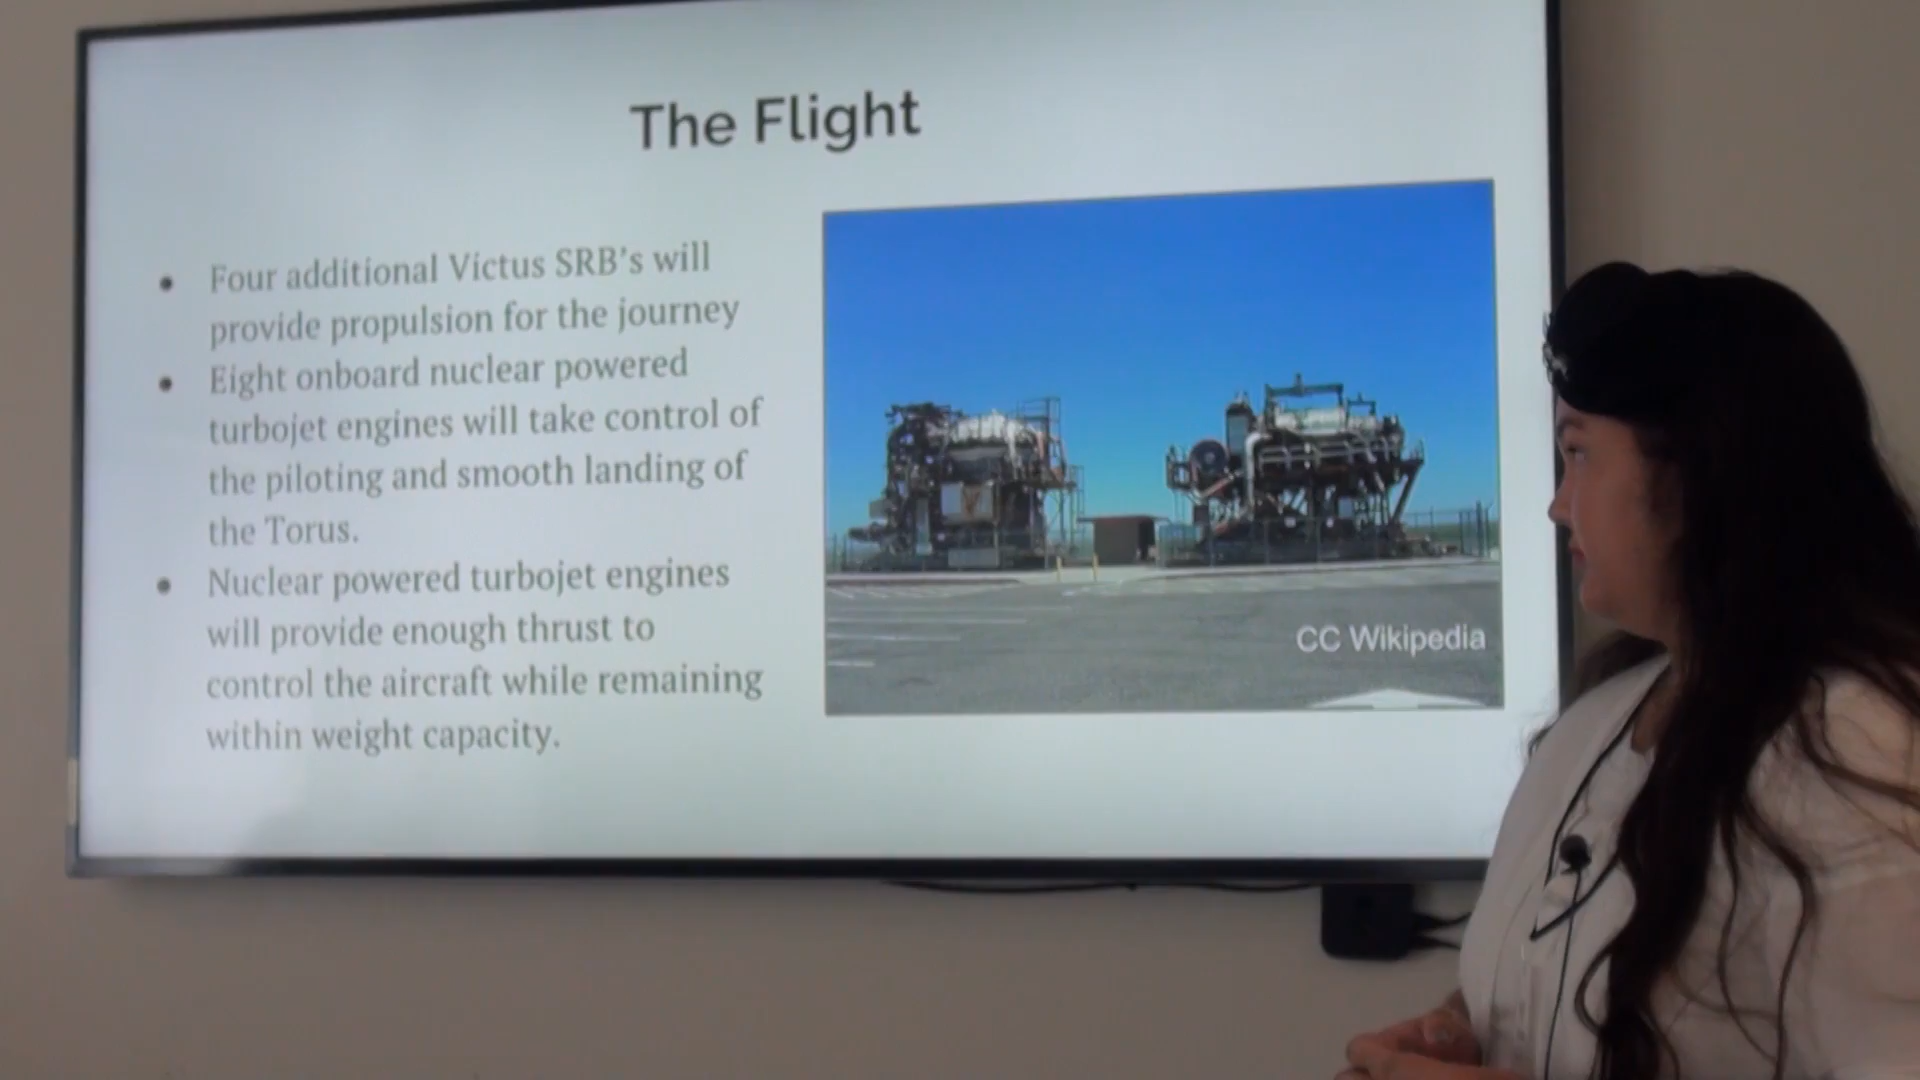 The Flight
● Four additional Victus SRB's will
provide propulsion for the journey
● Eight onboard nuclear powered
turbojet engines will take control of
the piloting and smooth landing of
the Torus.
● Nuclear powered turbojet engines
will provide enough thrust to
control the aircraft while remaining
within weight capacity.
CC Wikipedia